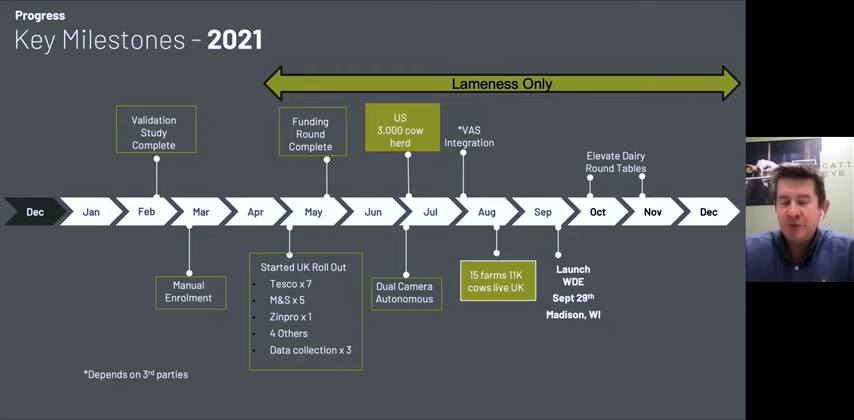 Progress
Key Milestones - 2021
Lameness Only
Validation
Study
Complete
Funding
Round
Complete
US
3,000 cow
herd
*VAS
Integration
Elevate Dairy
Round Tables
Dec
Jan
Feb
Mar
Apr
May
Jun
Jul
Aug
Sep
Oct
Nov
Dec
Manual
Enrolment
Started UK Roll Out
• Tesco x 7
• M&S x 5
• Zinpro x 1
• 4 Others
• Data collection x 3
Dual Camera
Autonomous
15 farms 11K
cows live UK
Launch
WDE
Sept 29th
Madison, WI
*Depends on 3rd parties
CATT
EYE